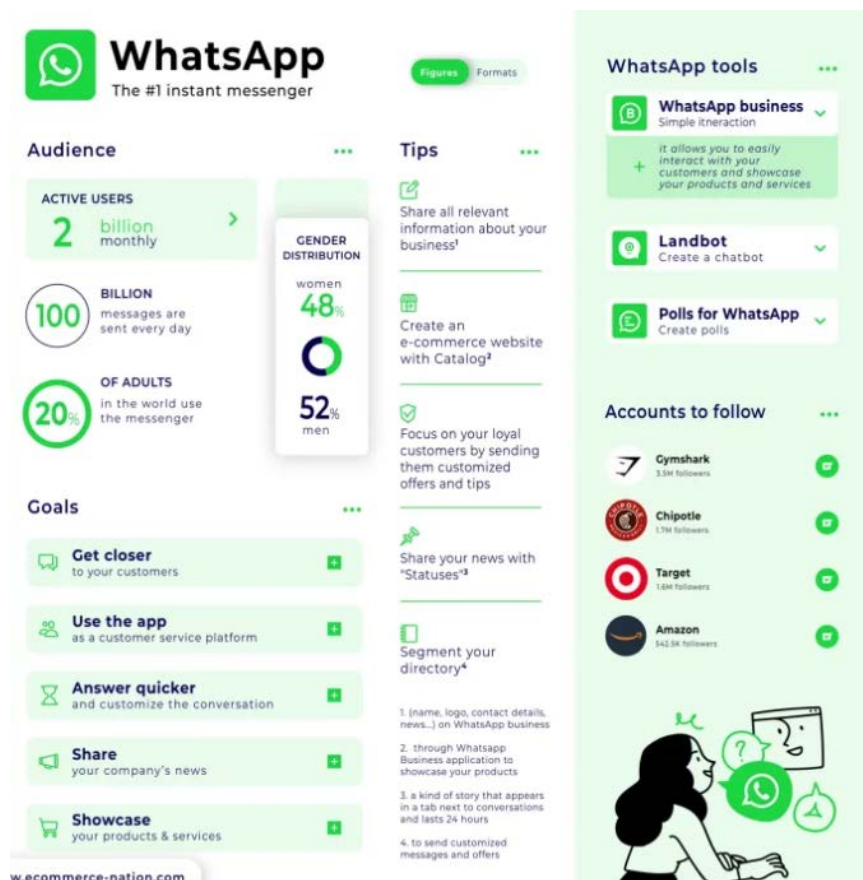 WhatsApp
The #1 instant messenger
Figures
Formats
Audience
ACTIVE USERS
2 billion
monthly
100
BILLION
messages are
sent every day
20%
OF ADULTS
in the world use
the messenger
GENDER
DISTRIBUTION
women
48%
52%
men
Goals
Get closer
to your customers
Use the app
as a customer service platform
Answer quicker
and customize the conversation
Share
your company's news
Showcase
your products & services
w.ecommerce-nation.com
Tips
Share all relevant
information about your
business¹
Create an
e-commerce website
with Catalog²
Focus on your loyal
customers by sending
them customized
offers and tips
Share your news with
"Statuses"³
Segment your
directory⁴
1. (name, logo, contact details,
news...) on WhatsApp business
2. through Whatsapp
Business application to
showcase your products
3. a kind of story that appears
in a tab next to conversations
and lasts 24 hours
4. to send customized
messages and offers
WhatsApp tools
WhatsApp business
Simple itneraction
it allows you to easily
interact with your
customers and showcase
your products and services
Landbot
Create a chatbot
Polls for WhatsApp
Create polls
Accounts to follow
Gymshark
3.5M followers
CHIPOTLE
Chipotle
1.7M followers
Target
1.6M followers
Amazon
542.5K followers